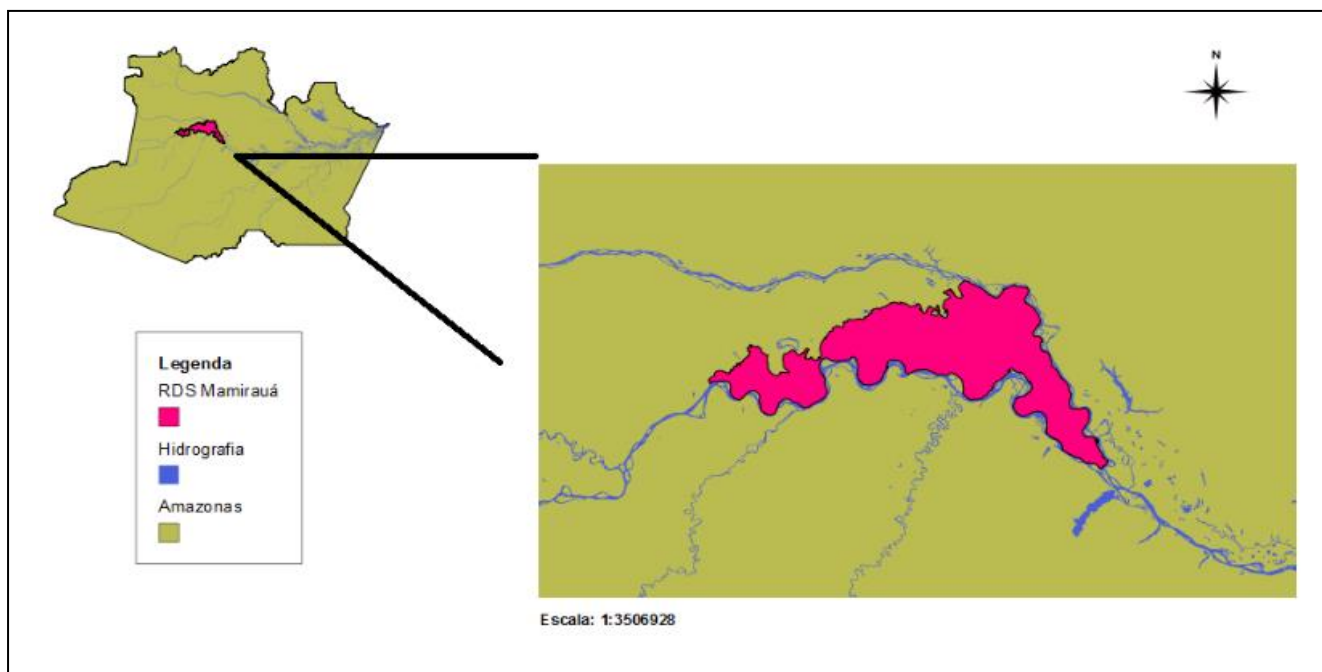 N
Legenda
RDS Mamirauá
Hidrografia
Amazonas
Escala: 1:3506928